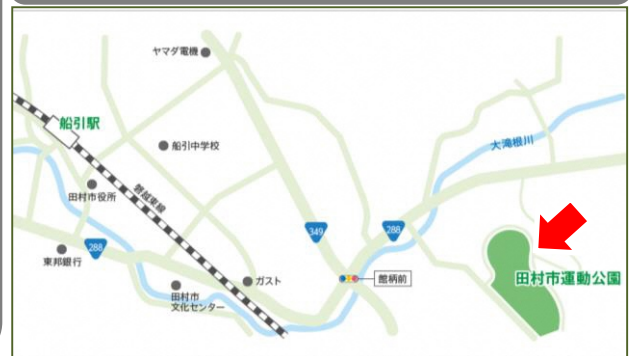 ヤマダ電機
船引駅
船引中学校
大滝根川
磐越東線
田村市役所
349
288
東邦銀行
288
ガスト
舘柄前
田村市運動公園
田村市
文化センター